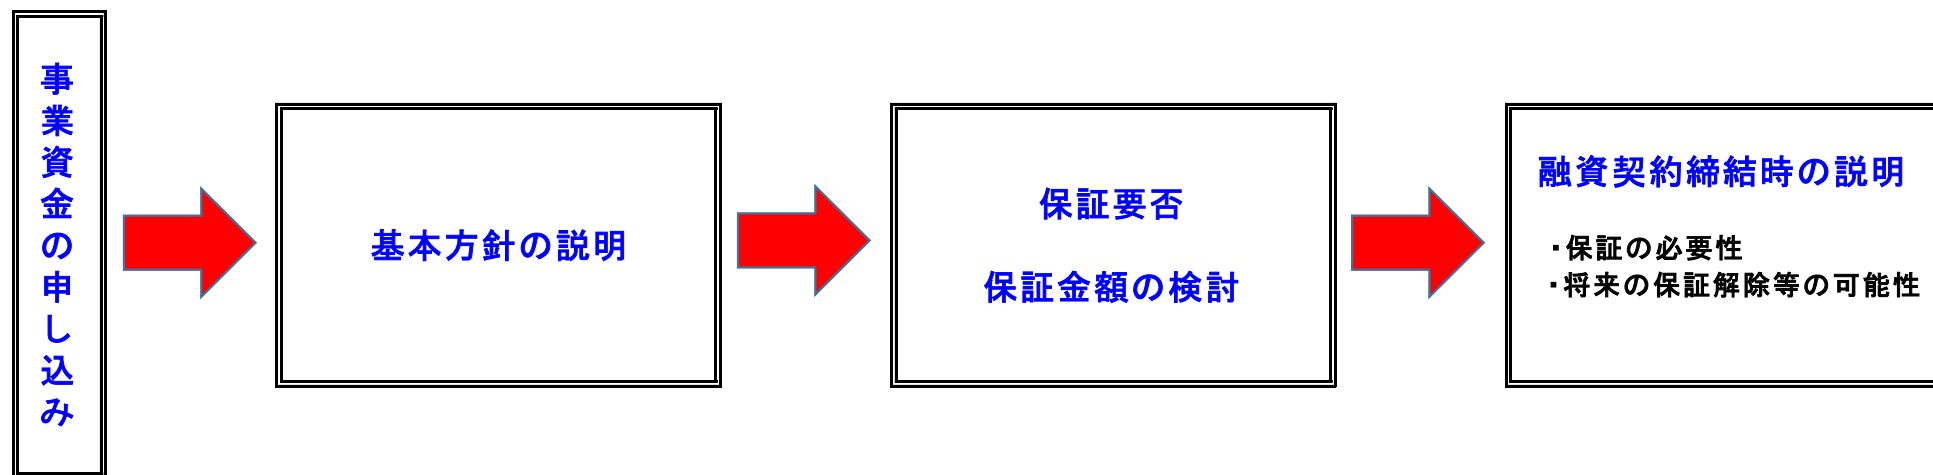 事業資金の申し込み
基本方針の説明
保証要否
保証金額の検討
融資契約締結時の説明
・保証の必要性
・将来の保証解除等の可能性